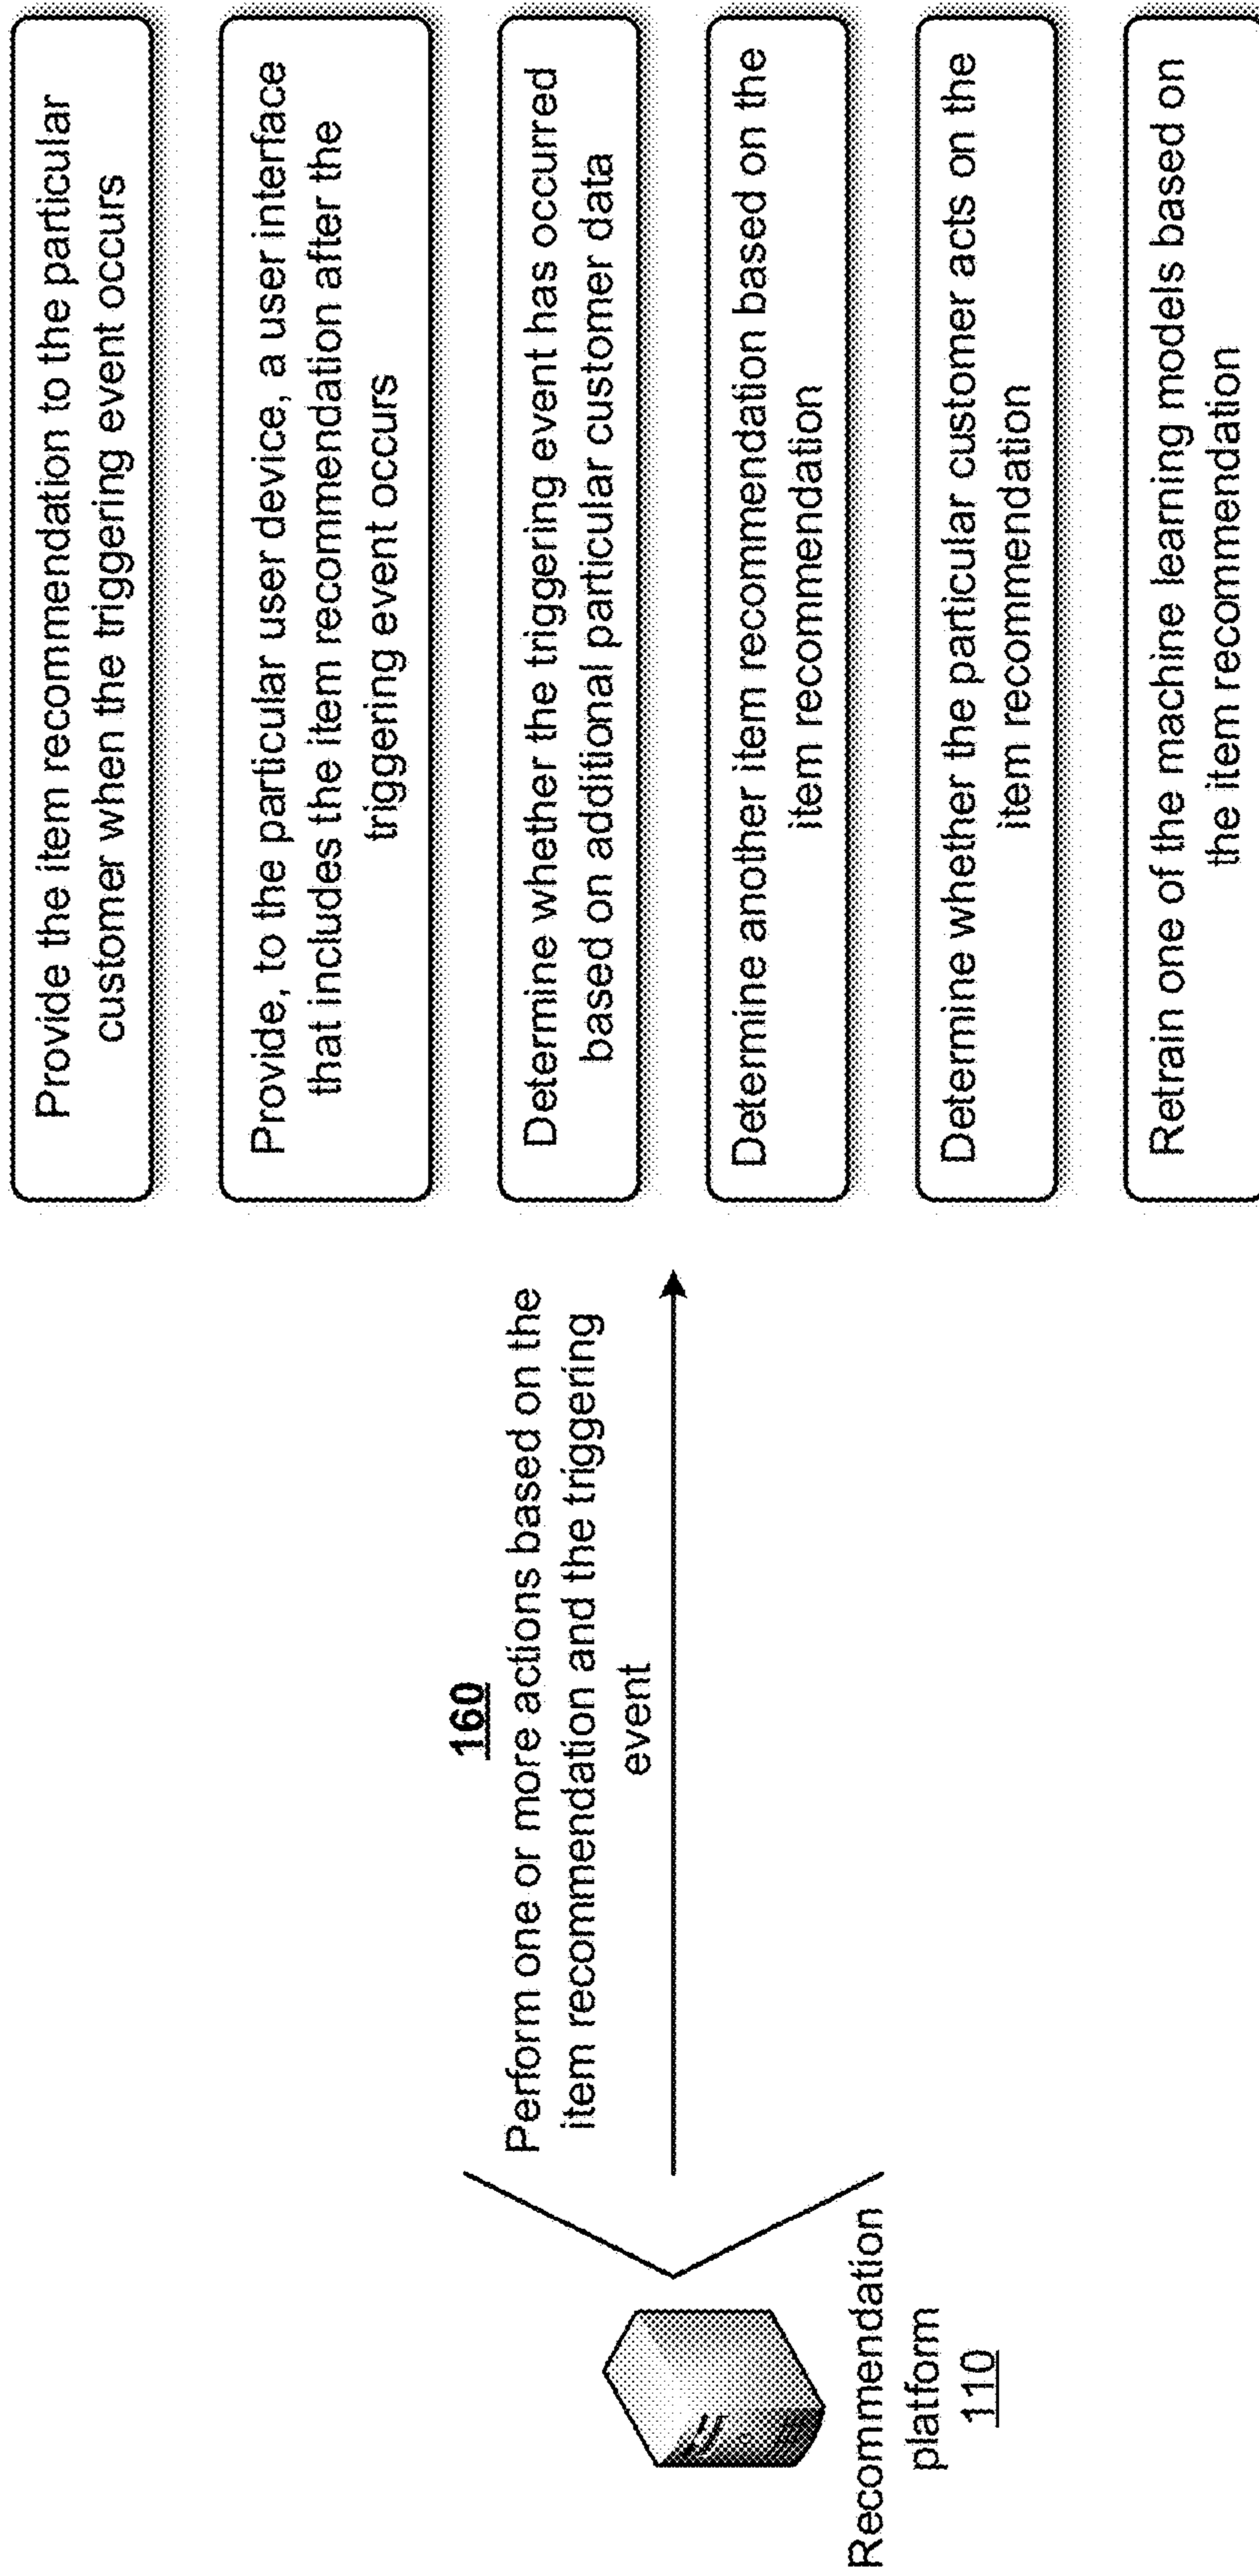 160
Perform one or more actions based on the
item recommendation and the triggering
event
Recommendation
platform
110
Provide the item recommendation to the particular
customer when the triggering event occurs
Provide, to the particular user device, a user interface
that includes the item recommendation after the
triggering event occurs
Determine whether the triggering event has occurred
based on additional particular customer data
Determine another item recommendation based on the
item recommendation
Determine whether the particular customer acts on the
item recommendation
Retrain one of the machine learning models based on
the item recommendation